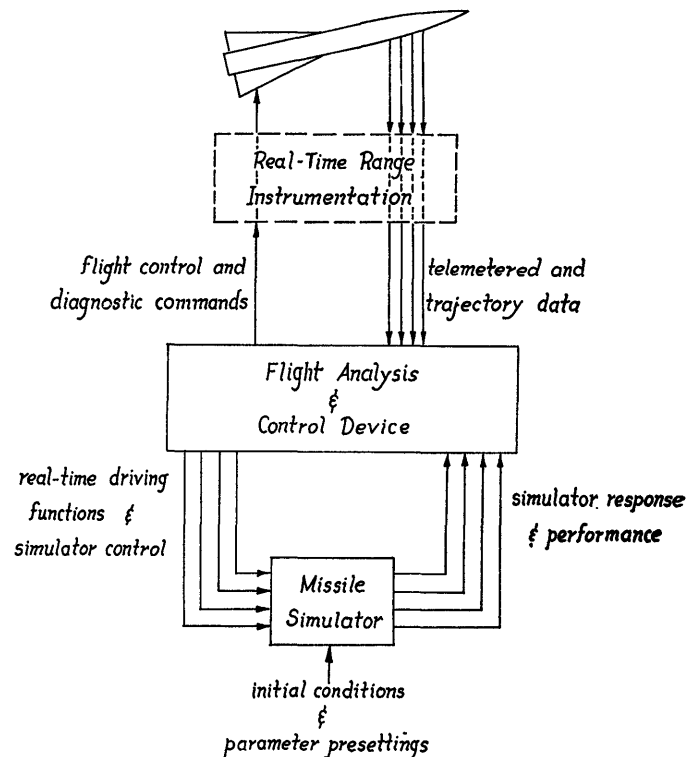 Real-Time Range
Instrumentation
flight control and
diagnostic commands
telemetered and
trajectory data
Flight Analysis
&
Control Device
real-time driving
functions &
simulator control
simulator response
& performance
Missile
Simulator
initial conditions
&
parameter presettings